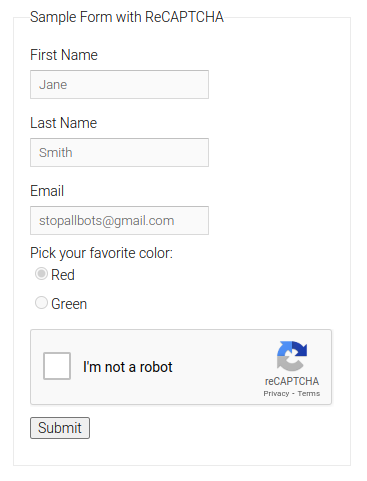 Sample Form with ReCAPTCHA
First Name
Jane
Last Name
Smith
Email
stopallbots@gmail.com
Pick your favorite color:
Red
Green
I'm not a robot
reCAPTCHA
Privacy - Terms
Submit